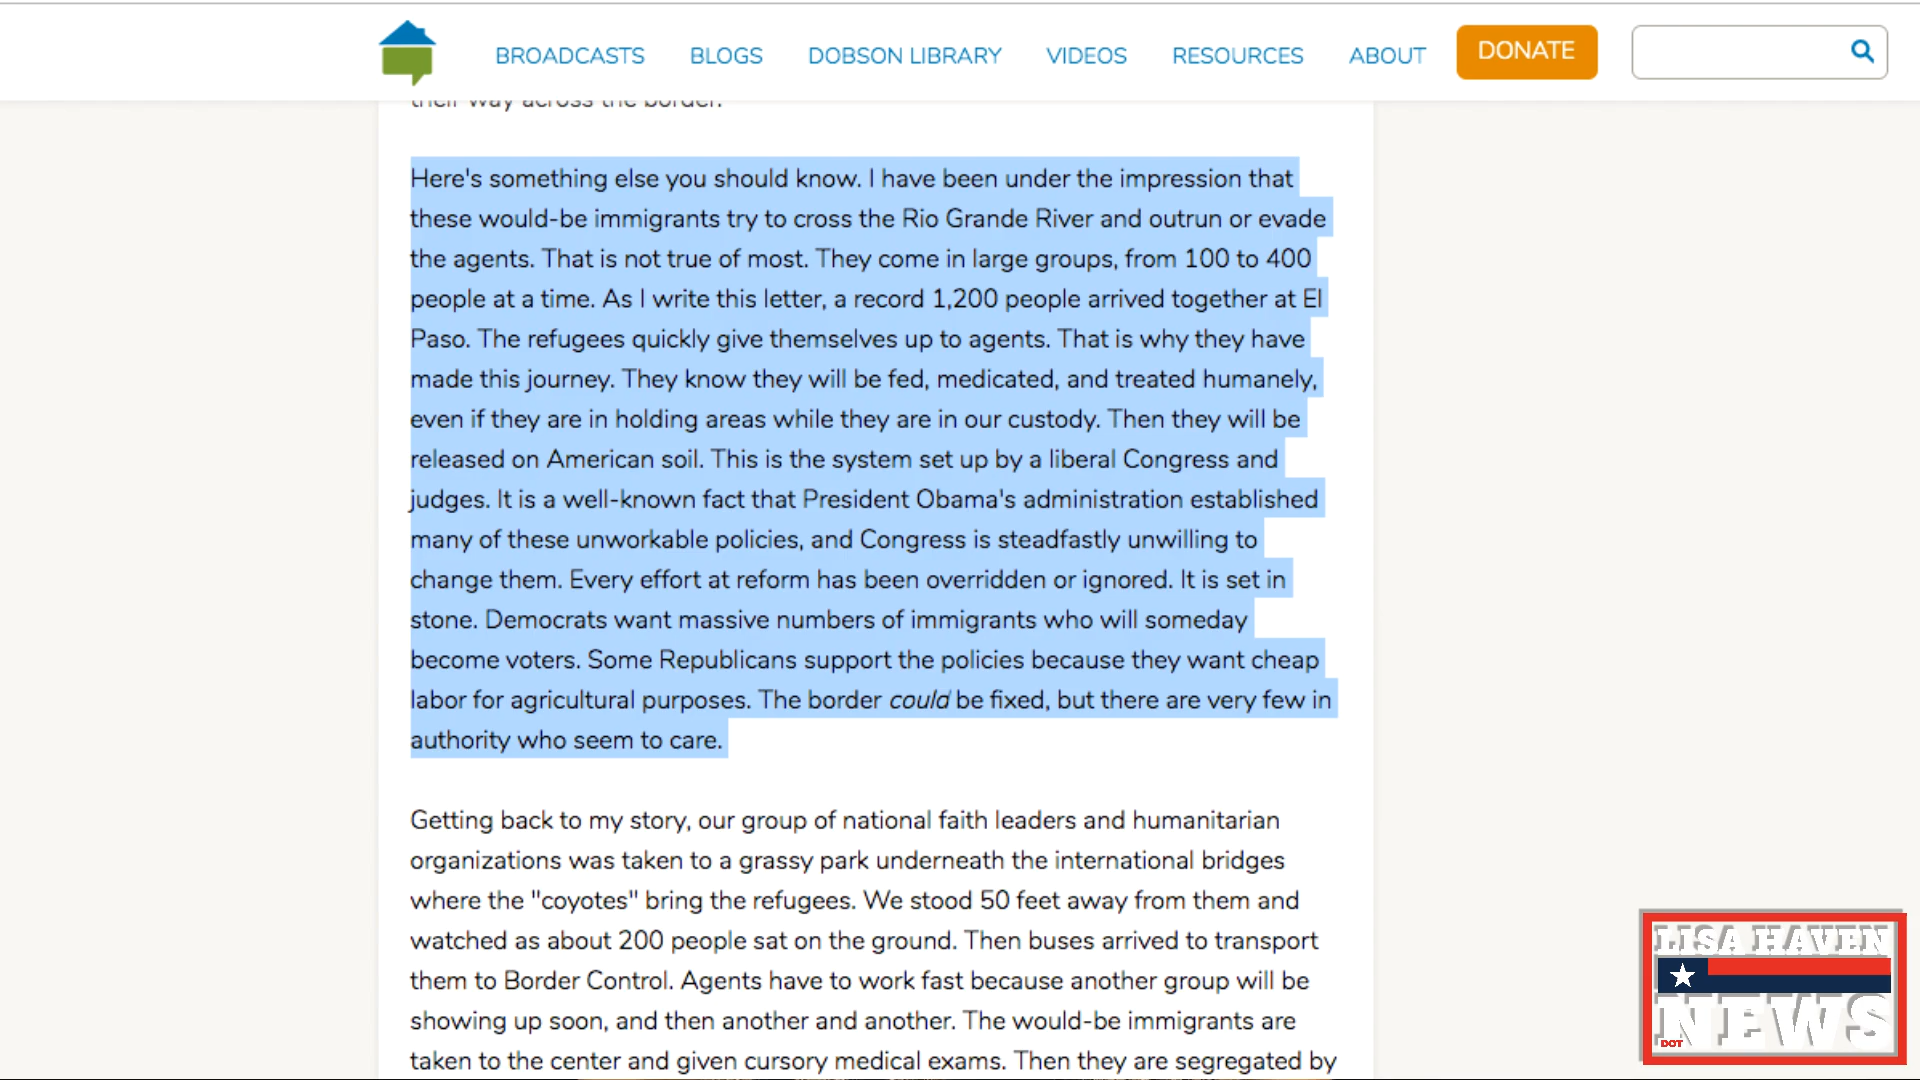 BROADCASTS BLOGS DOBSON LIBRARY VIDEOS RESOURCES ABOUT DONATE
their way across the border.
Here's something else you should know. I have been under the impression that
these would-be immigrants try to cross the Rio Grande River and outrun or evade
the agents. That is not true of most. They come in large groups, from 100 to 400
people at a time. As I write this letter, a record 1,200 people arrived together at El
Paso. The refugees quickly give themselves up to agents. That is why they have
made this journey. They know they will be fed, medicated, and treated humanely,
even if they are in holding areas while they are in our custody. Then they will be
released on American soil. This is the system set up by a liberal Congress and
judges. It is a well-known fact that President Obama's administration established
many of these unworkable policies, and Congress is steadfastly unwilling to
change them. Every effort at reform has been overridden or ignored. It is set in
stone. Democrats want massive numbers of immigrants who will someday
become voters. Some Republicans support the policies because they want cheap
labor for agricultural purposes. The border could be fixed, but there are very few in
authority who seem to care.
Getting back to my story, our group of national faith leaders and humanitarian
organizations was taken to a grassy park underneath the international bridges
where the "coyotes" bring the refugees. We stood 50 feet away from them and
watched as about 200 people sat on the ground. Then buses arrived to transport
them to Border Control. Agents have to work fast because another group will be
showing up soon, and then another and another. The would-be immigrants are
taken to the center and given cursory medical exams. Then they are segregated by
LISA HAVEN
DOT NEWS